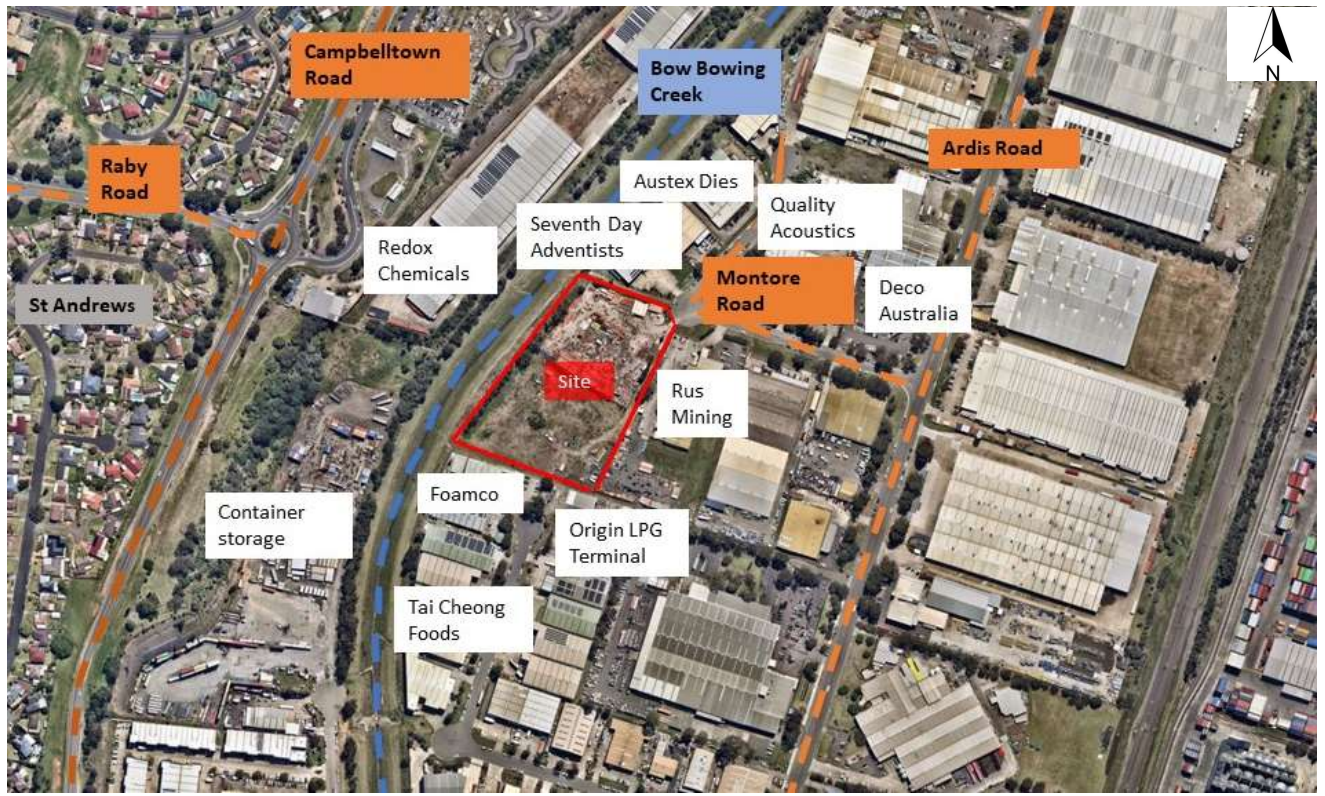 Campbelltown
Road
Bow Bowing
Creek
N
Raby
Road
Ardis Road
Austex Dies
Seventh Day
Adventists
Quality
Acoustics
Redox
Chemicals
Montore
Road
Deco
Australia
St Andrews
Site
Rus
Mining
Foamco
Container
storage
Origin LPG
Terminal
Tai Cheong
Foods